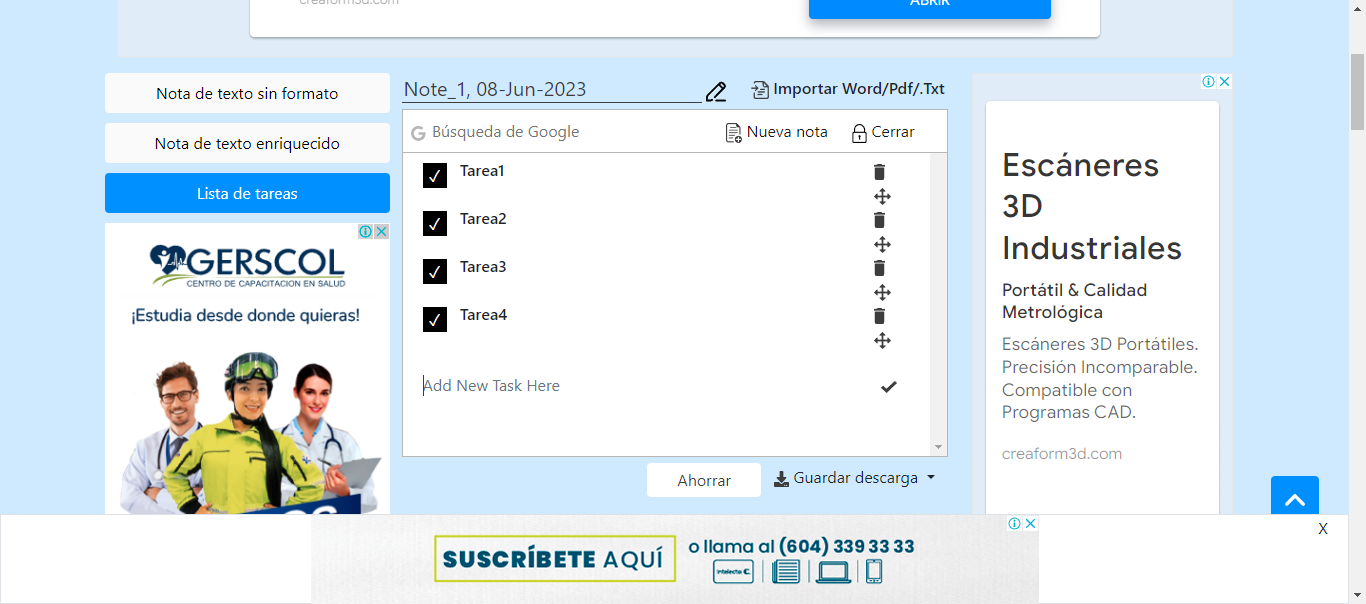 creaform3d.com
ABRIR
Nota de texto sin formato
Nota de texto enriquecido
Lista de tareas
GERSCOL
CENTRO DE CAPACITACION EN SALUD
¡Estudia desde donde quieras!
Note_1, 08-Jun-2023
Importar Word/Pdf/.Txt
Búsqueda de Google
Nueva nota
Cerrar
Tarea1
Tarea2
Tarea3
Tarea4
Add New Task Here
Ahorrar
Guardar descarga
Escáneres
3D
Industriales
Portátil & Calidad
Metrológica
Escáneres 3D Portátiles.
Precisión Incomparable.
Compatible con
Programas CAD.
creaform3d.com
X
SUSCRÍBETE AQUÍ
o llama al (604) 339 33 33